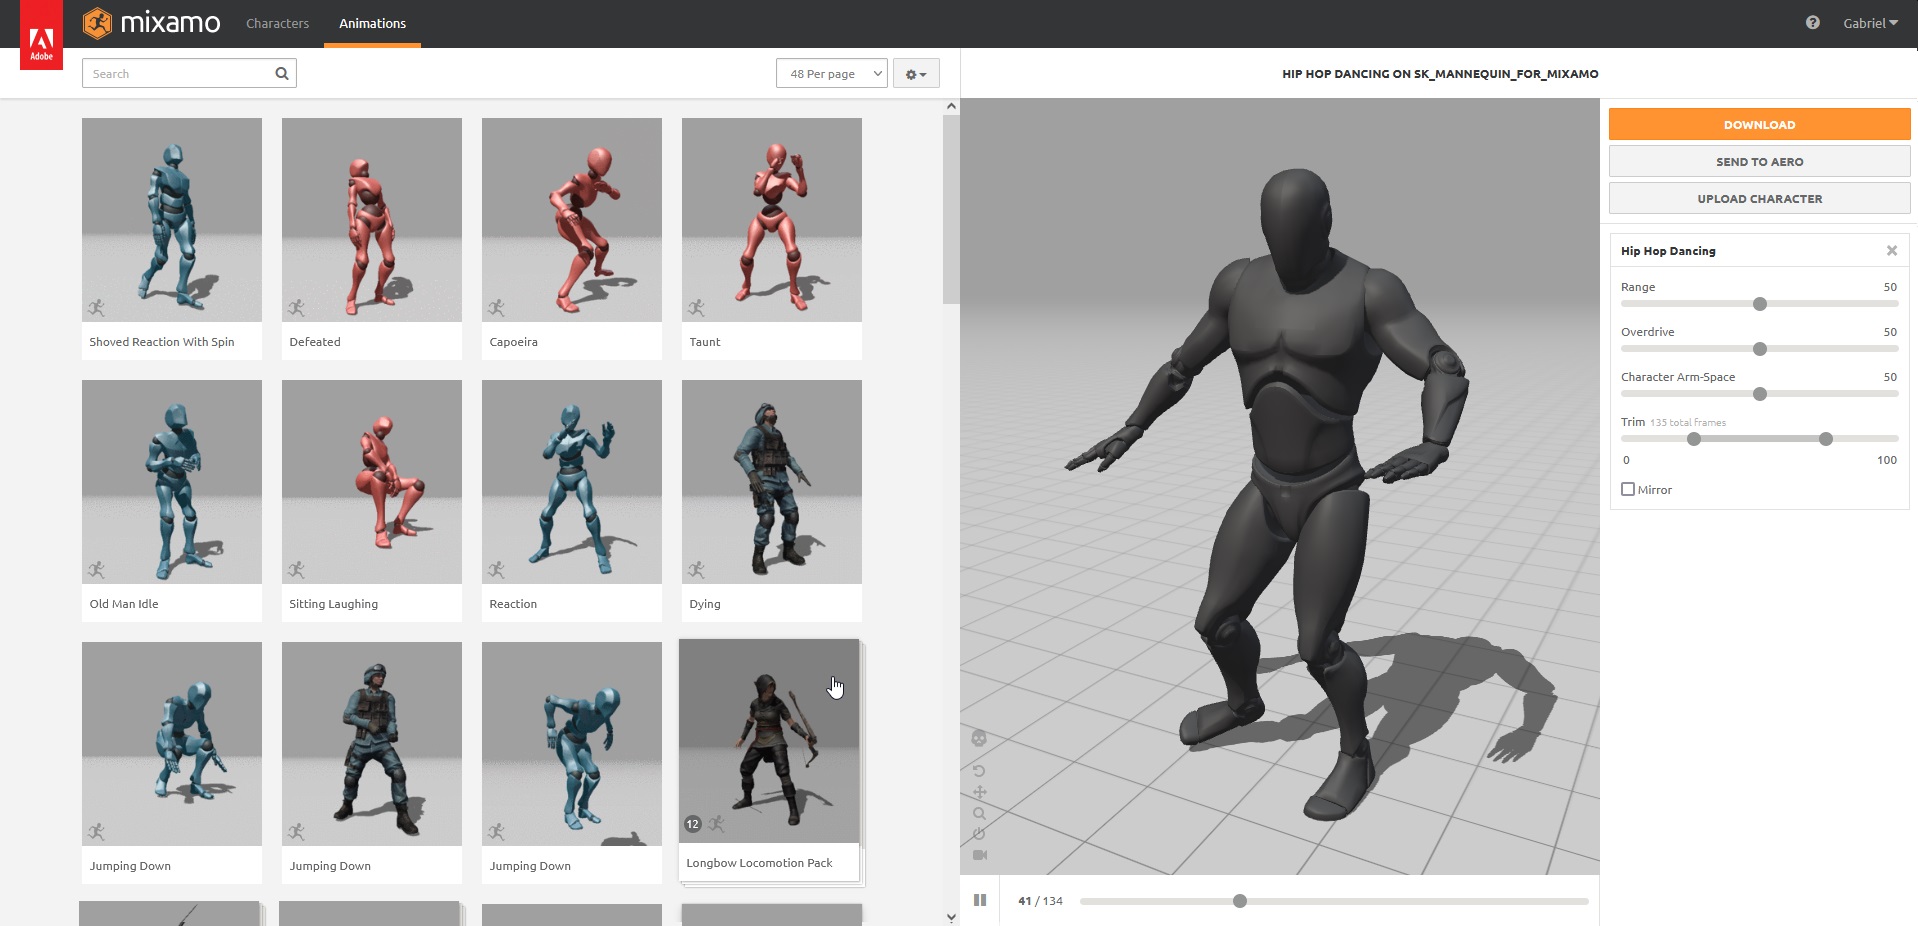 Adobe
mixamo
Characters
Animations
Gabriel
Search
48 Per page
HIP HOP DANCING ON SK_MANNEQUIN_FOR_MIXAMO
Shoved Reaction With Spin
Defeated
Capoeira
Taunt
Old Man Idle
Sitting Laughing
Reaction
Dying
Jumping Down
Jumping Down
Jumping Down
12
Longbow Locomotion Pack
41 / 134
DOWNLOAD
SEND TO AERO
UPLOAD CHARACTER
Hip Hop Dancing
Range 50
Overdrive 50
Character Arm-Space 50
Trim 135 total frames
0 100
Mirror